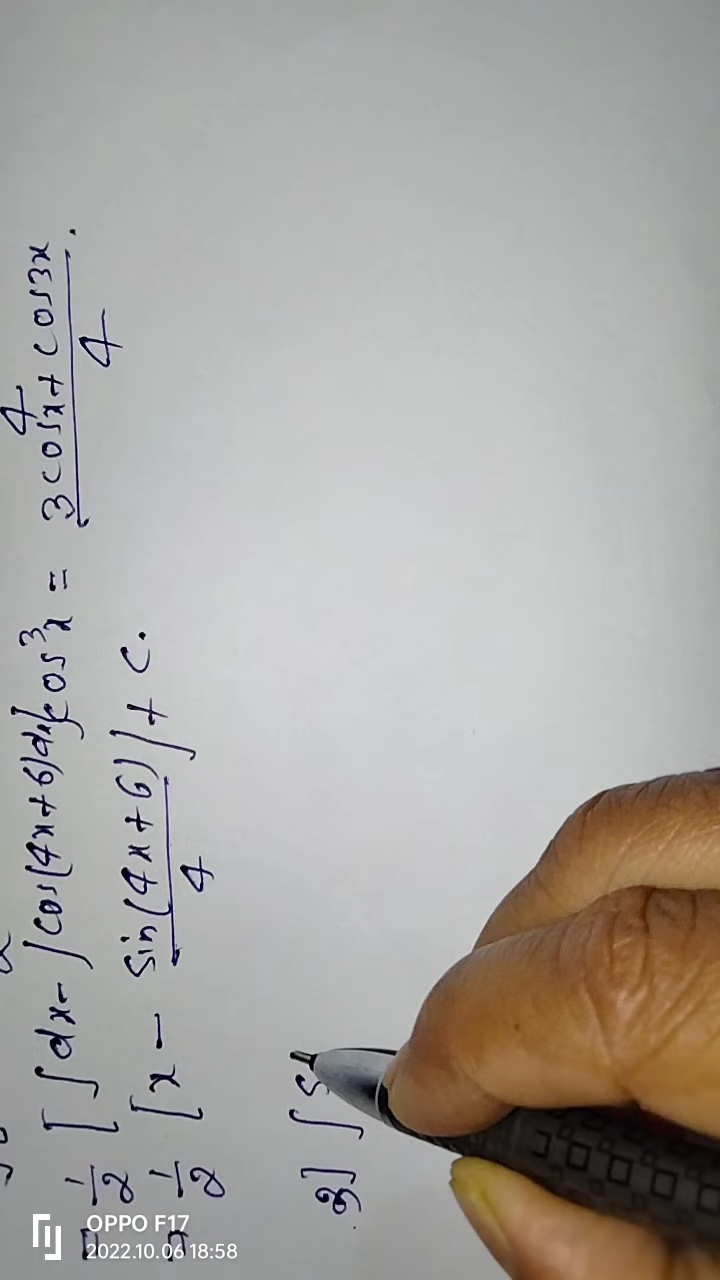 4
= 1/2 [∫dx - ∫cos(4x+6)dx] cos³x = 3cosx + cos3x / 4 .
= 1/2 [x - sin(4x+6) / 4] + c.
3] ∫ s
OPPO F17
2022.10.06 18:58